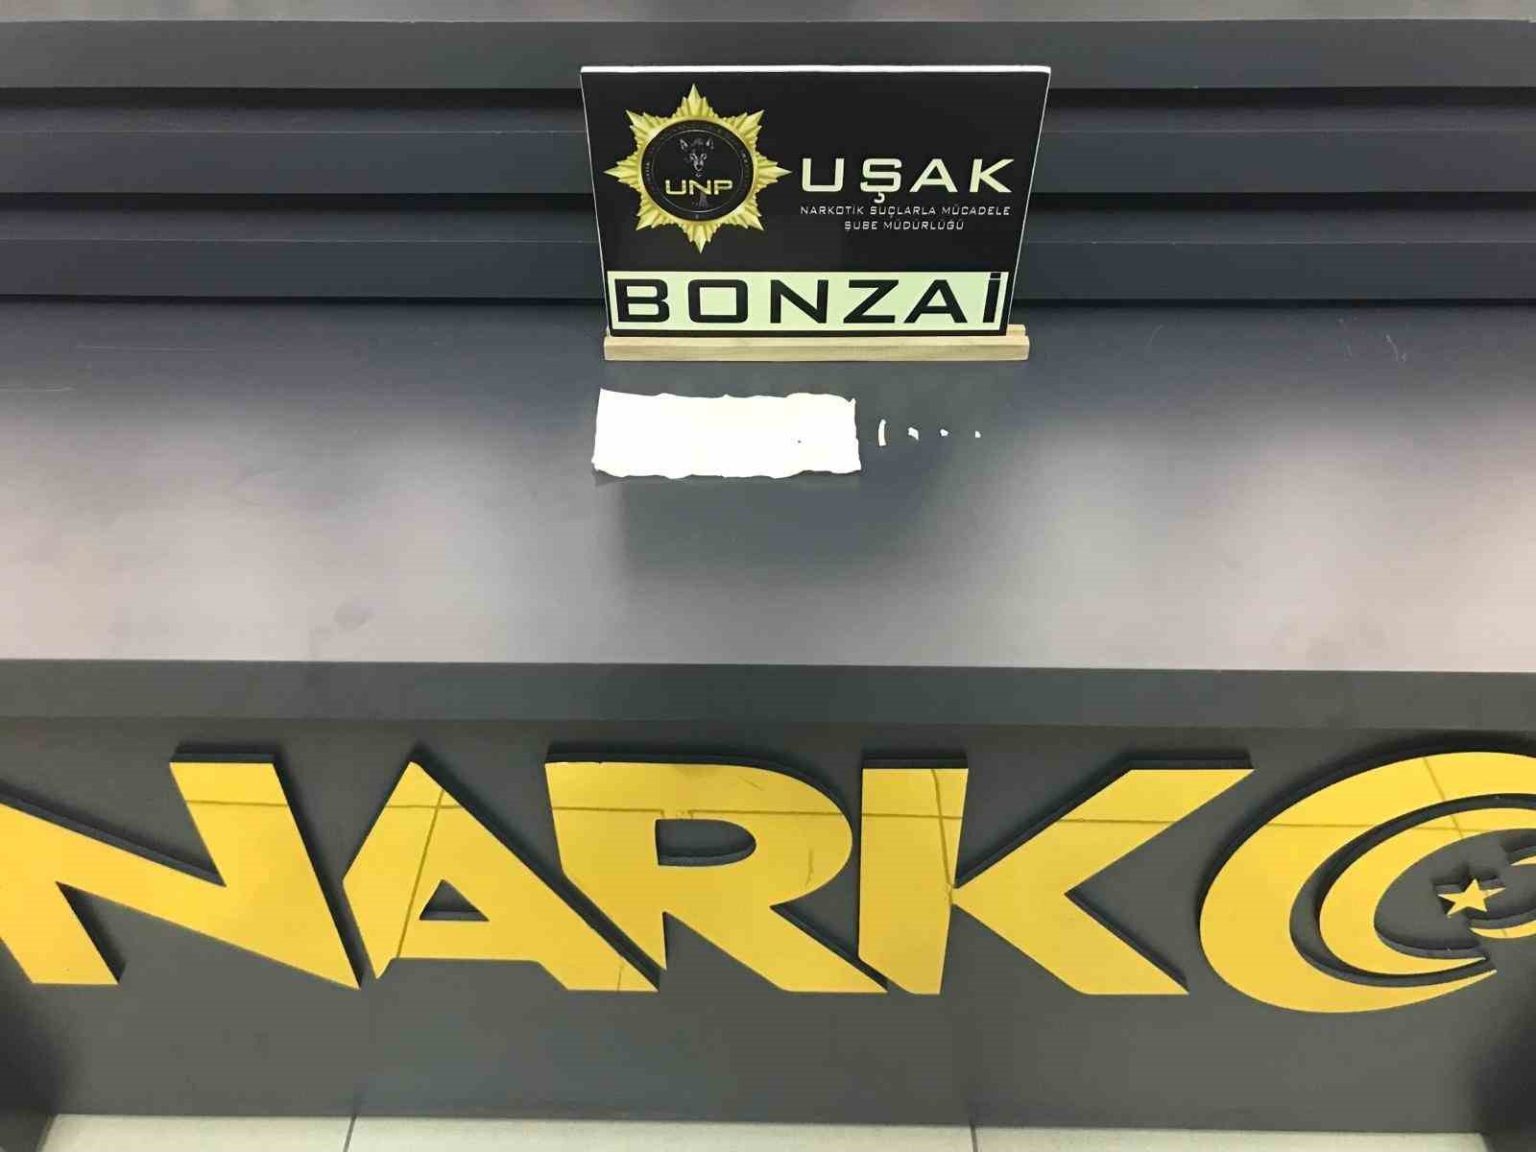 UNP
UŞAK
NARKOTİK SUÇLARLA MÜCADELE
ŞUBE MÜDÜRLÜĞÜ
BONZAİ
NARKO